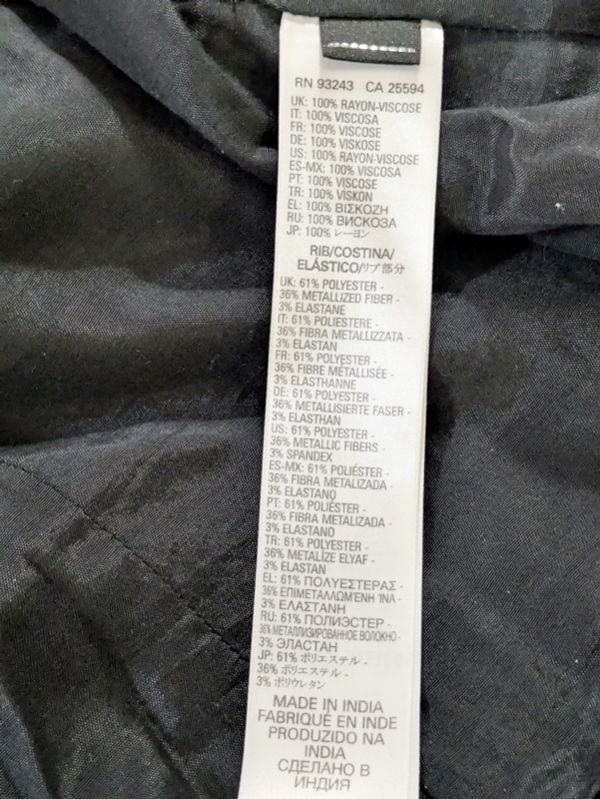 RN 93243 CA 25594
UK: 100% RAYON-VISCOSE
IT: 100% VISCOSA
FR: 100% VISCOSE
DE: 100% VISKOSE
US: 100% RAYON-VISCOSE
ES-MX: 100% VISCOSA
PT: 100% VISCOSE
TR: 100% VISKON
EL: 100% ΒΙΣΚΟΖΗ
RU: 100% ВИСКОЗА
JP: 100% レーヨン
RIB/COSTINA/
ELÁSTICO/リブ部分
UK: 61% POLYESTER -
36% METALLIZED FIBER -
3% ELASTANE
IT: 61% POLIESTERE -
36% FIBRA METALLIZZATA -
3% ELASTAN
FR: 61% POLYESTER -
36% FIBRE MÉTALLISÉE -
3% ELASTHANNE
DE: 61% POLYESTER -
36% METALLISIERTE FASER -
3% ELASTHAN
US: 61% POLYESTER -
36% METALLIC FIBERS -
3% SPANDEX
ES-MX: 61% POLIÉSTER -
36% FIBRA METALIZADA -
3% ELASTANO
PT: 61% POLIÉSTER -
36% FIBRA METALIZADA -
3% ELASTANO
TR: 61% POLYESTER -
36% METALİZE ELYAF -
3% ELASTAN
EL: 61% ΠΟΛΥΕΣΤΕΡΑΣ -
36% ΕΠΙΜΕΤΑΛΛΩΜΈΝΗ ΊΝΑ -
3% ΕΛΑΣΤΑΝΗ
RU: 61% ПОЛИЭСТЕР -
36% МЕТАЛЛИЗИРОВАННОЕ ВОЛОКНО -
3% ЭЛАСТАН
JP: 61% ポリエステル -
36% ポリエステル -
3% ポリウレタン
MADE IN INDIA
FABRIQUÉ EN INDE
PRODUZIDO NA
INDIA
СДЕЛАНО В
ИНДИЯ